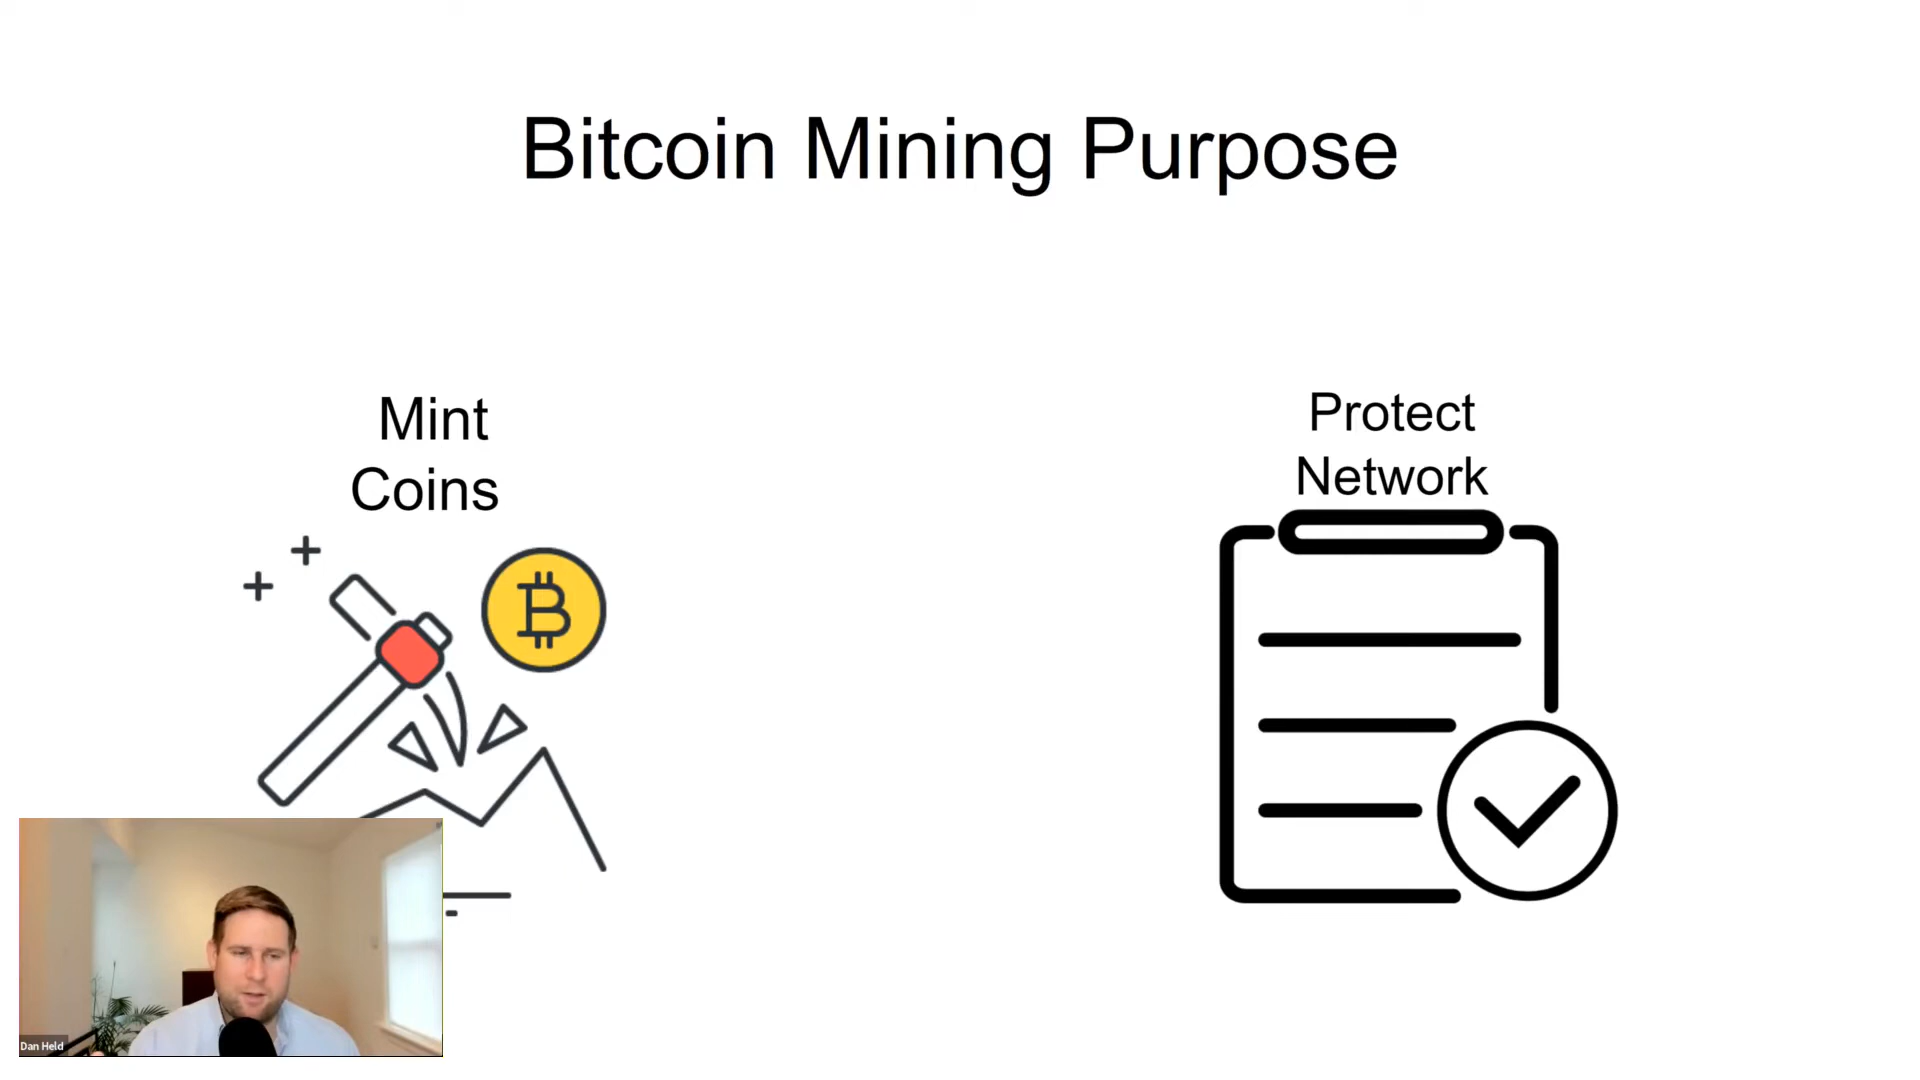 Bitcoin Mining Purpose
Mint
Coins
Protect
Network
Dan Held